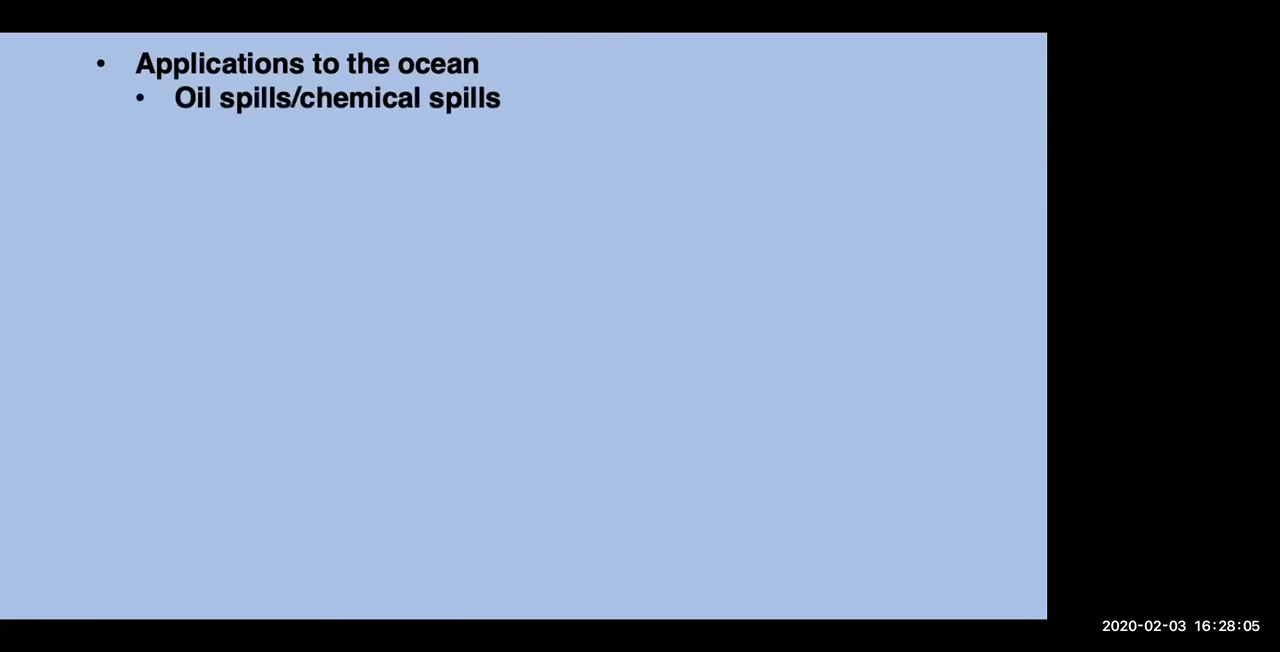 • Applications to the ocean
• Oil spills/chemical spills
2020-02-03 16:28:05